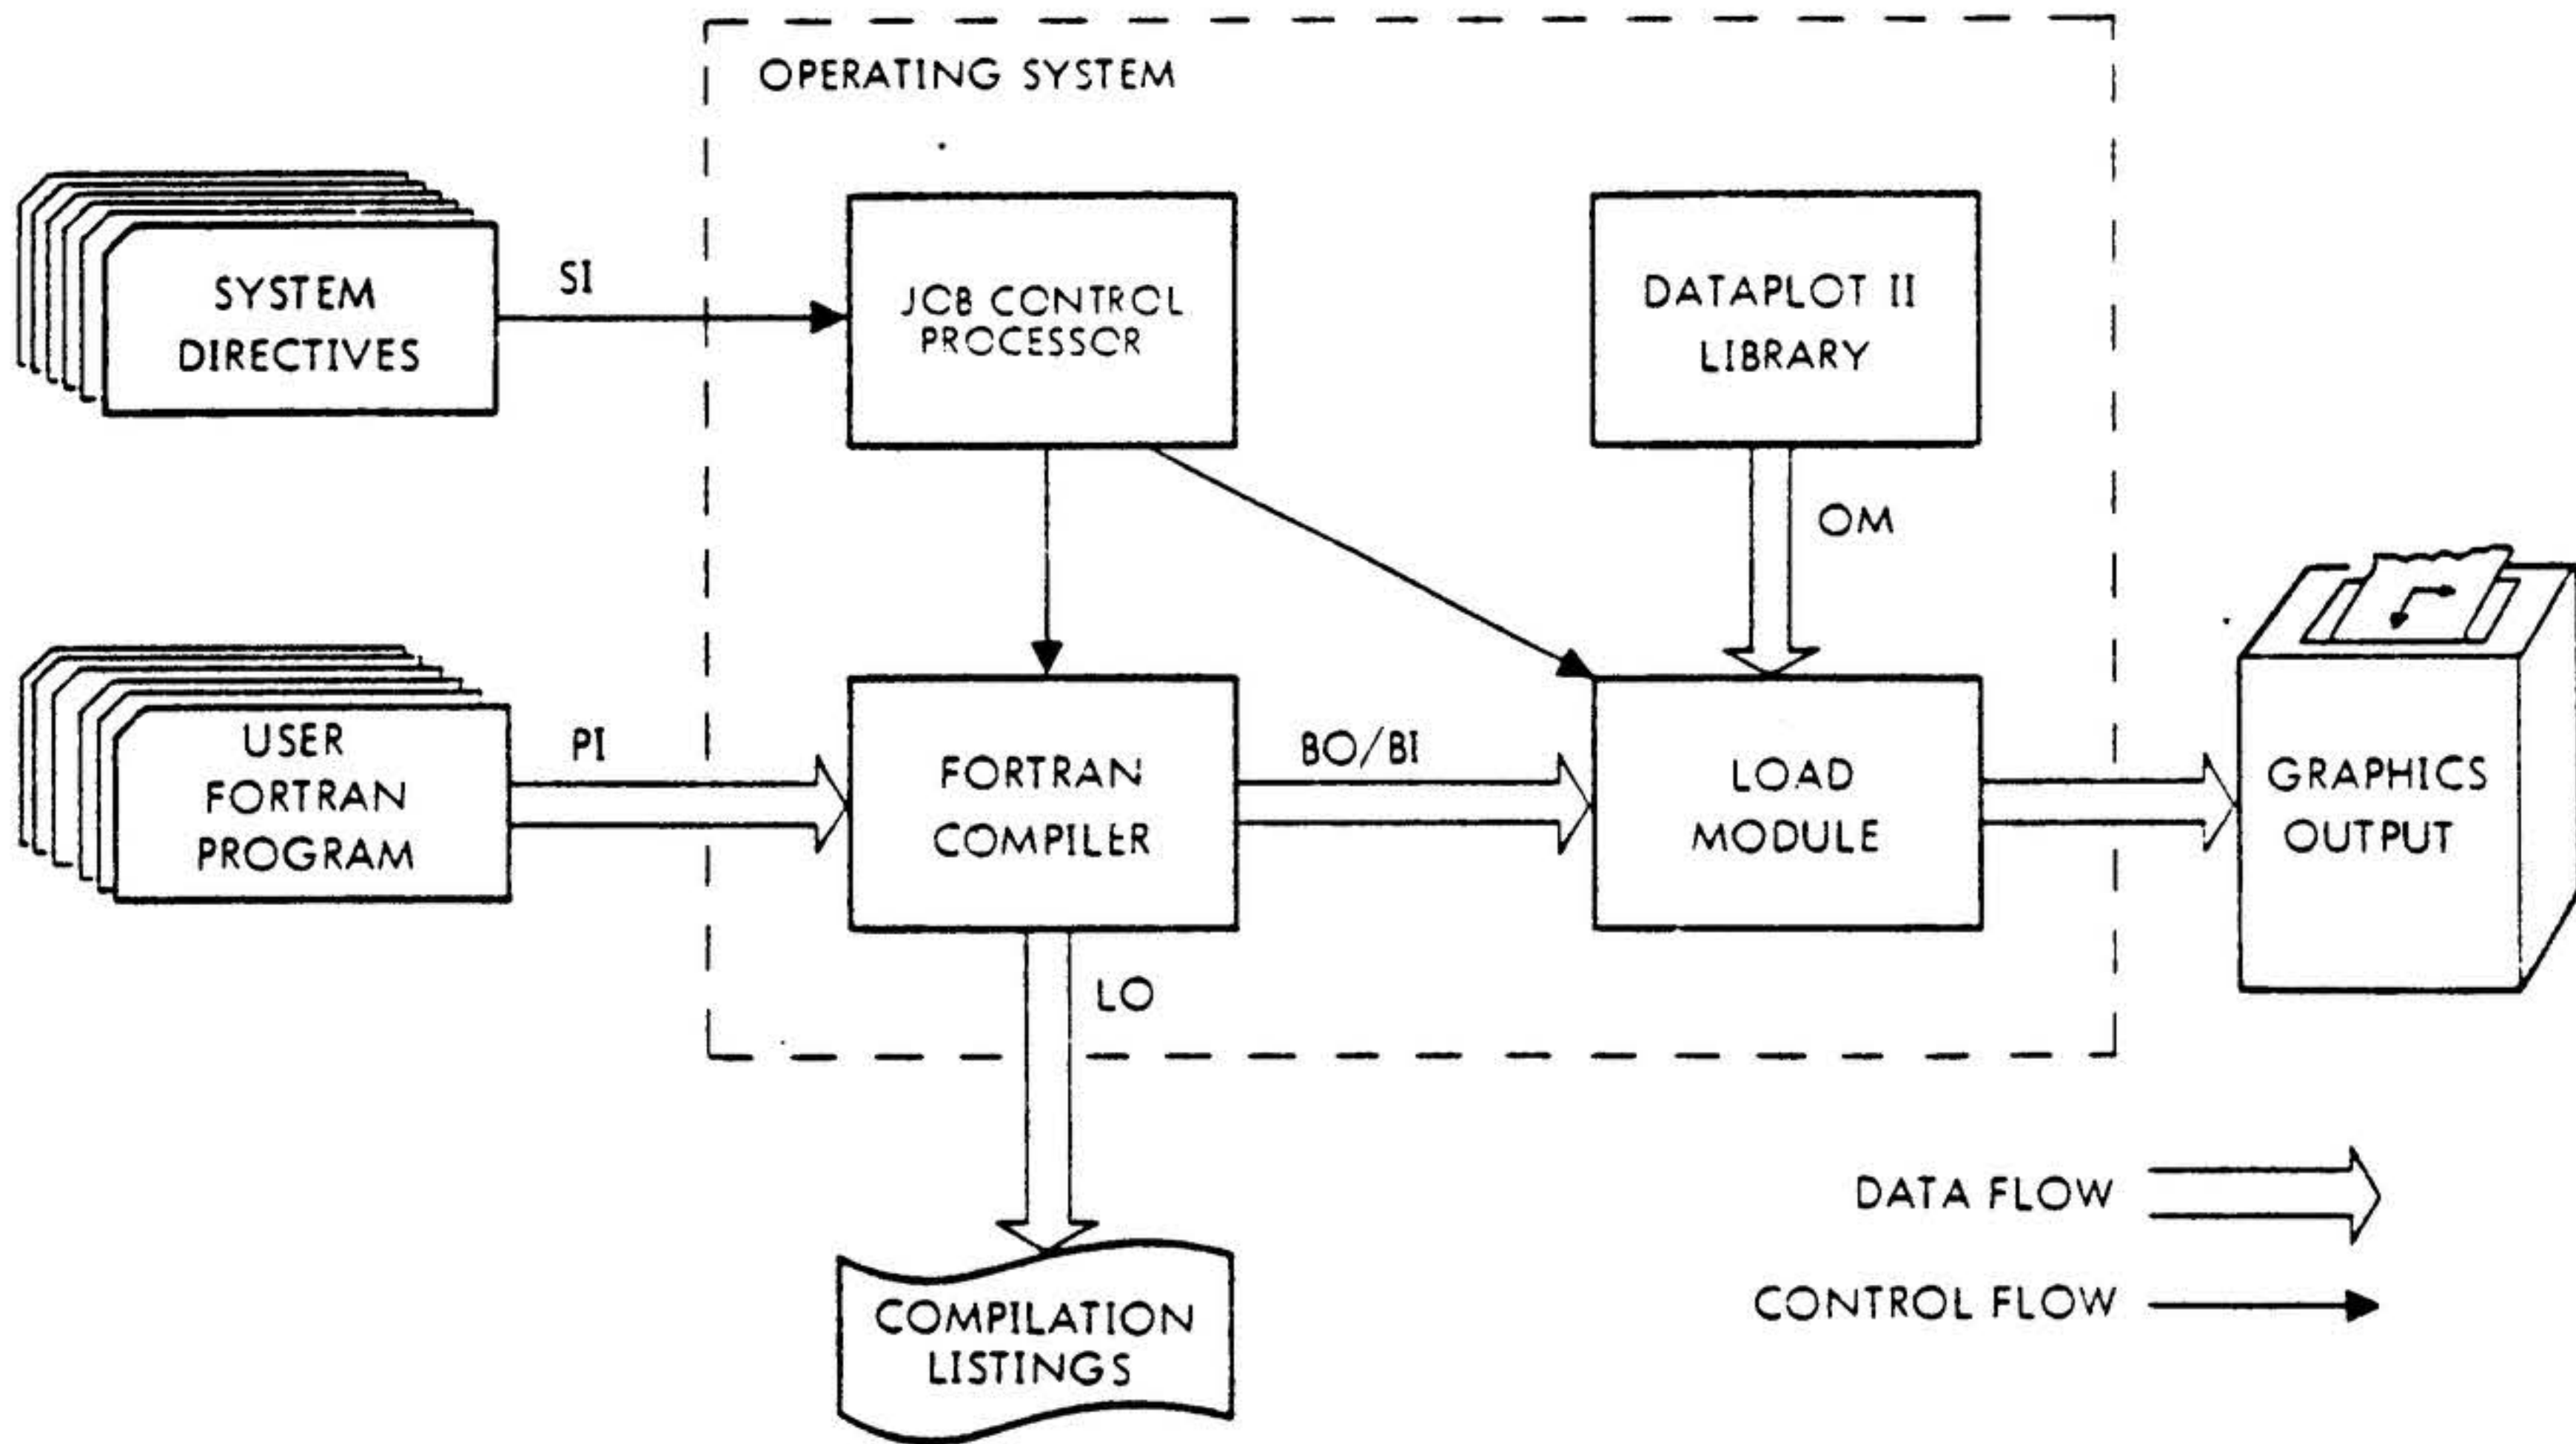 OPERATING SYSTEM
SYSTEM
DIRECTIVES
SI
JOB CONTROL
PROCESSOR
DATAPLOT II
LIBRARY
OM
USER
FORTRAN
PROGRAM
PI
FORTRAN
COMPILER
BO/BI
LOAD
MODULE
GRAPHICS
OUTPUT
LO
COMPILATION
LISTINGS
DATA FLOW
CONTROL FLOW